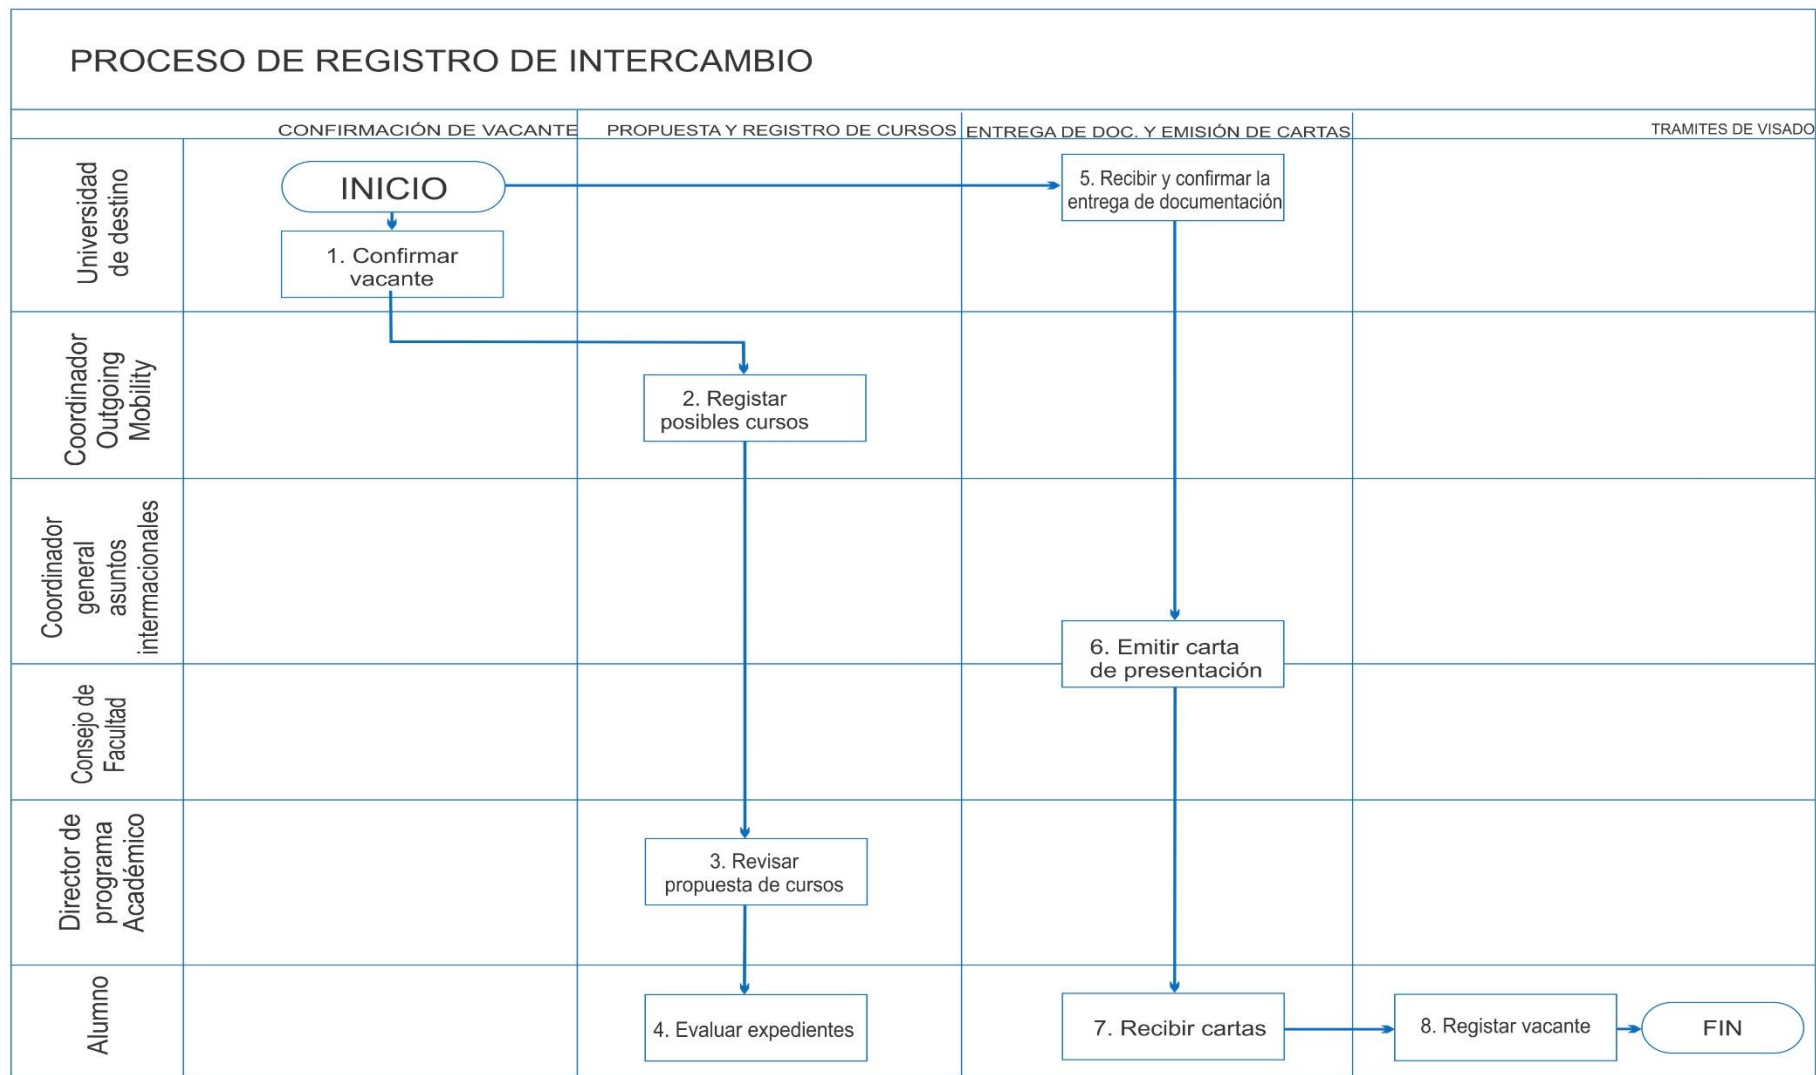 PROCESO DE REGISTRO DE INTERCAMBIO
CONFIRMACIÓN DE VACANTE
PROPUESTA Y REGISTRO DE CURSOS
ENTREGA DE DOC. Y EMISIÓN DE CARTAS
TRAMITES DE VISADO
Universidad
de destino
INICIO
1. Confirmar
vacante
5. Recibir y confirmar la
entrega de documentación
Coordinador
Outgoing
Mobility
2. Registar
posibles cursos
Coordinador
general
asuntos
internacionales
6. Emitir carta
de presentación
Consejo de
Facultad
Director de
programa
Académico
3. Revisar
propuesta de cursos
Alumno
4. Evaluar expedientes
7. Recibir cartas
8. Registar vacante
FIN